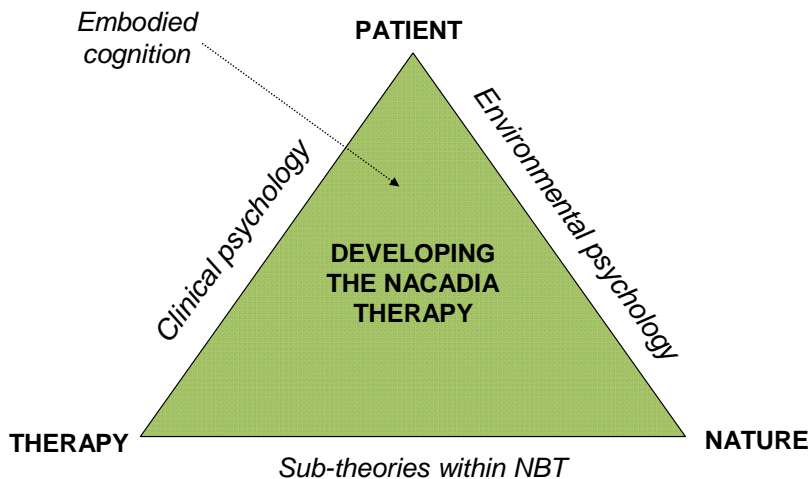 Embodied
cognition
PATIENT
Clinical psychology
Environmental psychology
DEVELOPING
THE NACADIA
THERAPY
THERAPY
NATURE
Sub-theories within NBT